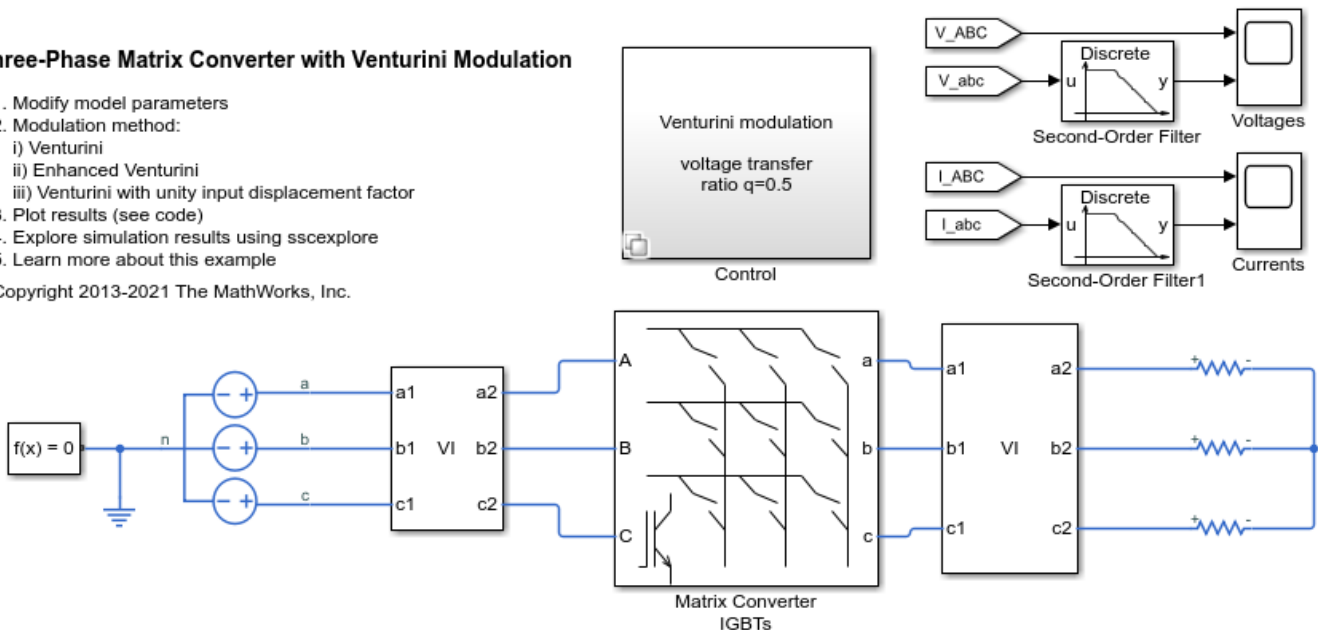 hree-Phase Matrix Converter with Venturini Modulation
. Modify model parameters
2. Modulation method:
i) Venturini
ii) Enhanced Venturini
iii) Venturini with unity input displacement factor
3. Plot results (see code)
4. Explore simulation results using sscexplore
5. Learn more about this example
Copyright 2013-2021 The MathWorks, Inc.
Venturini modulation
voltage transfer
ratio q=0.5
Control
V_ABC
V_abc
Discrete
u
y
Second-Order Filter
Voltages
I_ABC
I_abc
Discrete
u
y
Second-Order Filter1
Currents
f(x) = 0
n
- +
- +
- +
a
b
c
a1
b1
c1
VI
a2
b2
c2
A
B
C
a
b
c
Matrix Converter
IGBTs
a1
b1
c1
VI
a2
b2
c2
+ -
+ -
+ -